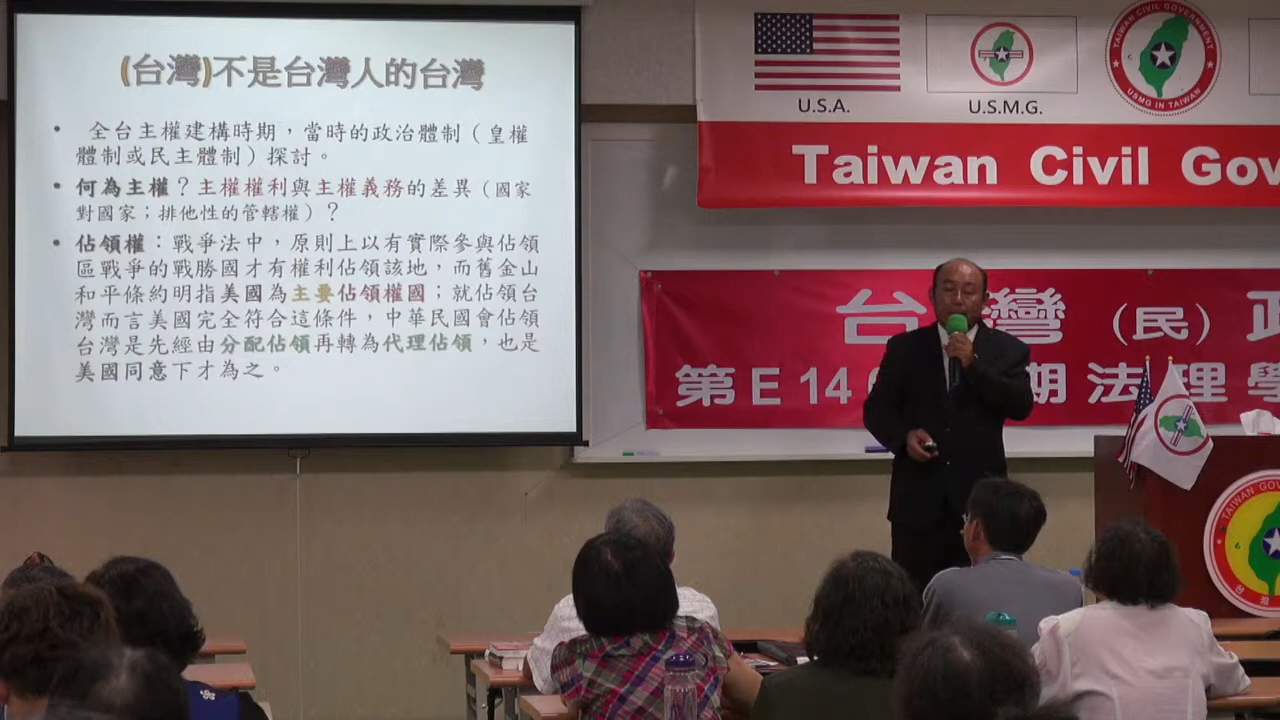 (台灣)不是台灣人的台灣
• 全台主權建構時期，當時的政治體制（皇權
體制或民主體制）探討。
• 何為主權？主權權利與主權義務的差異（國家
對國家；排他性的管轄權）？
• 佔領權：戰爭法中，原則上以有實際參與佔領
區戰爭的戰勝國才有權利佔領該地，而舊金山
和平條約明指美國為主要佔領權國；就佔領台
灣而言美國完全符合這條件，中華民國會佔領
台灣是先經由分配佔領再轉為代理佔領，也是
美國同意下才為之。
U.S.A.
U.S.M.G.
TAIWAN CIVIL GOVERNMENT
USMG IN TAIWAN
Taiwan Civil Gov
台灣（民）政
第E14 期法理學
TAIWAN GOV
台